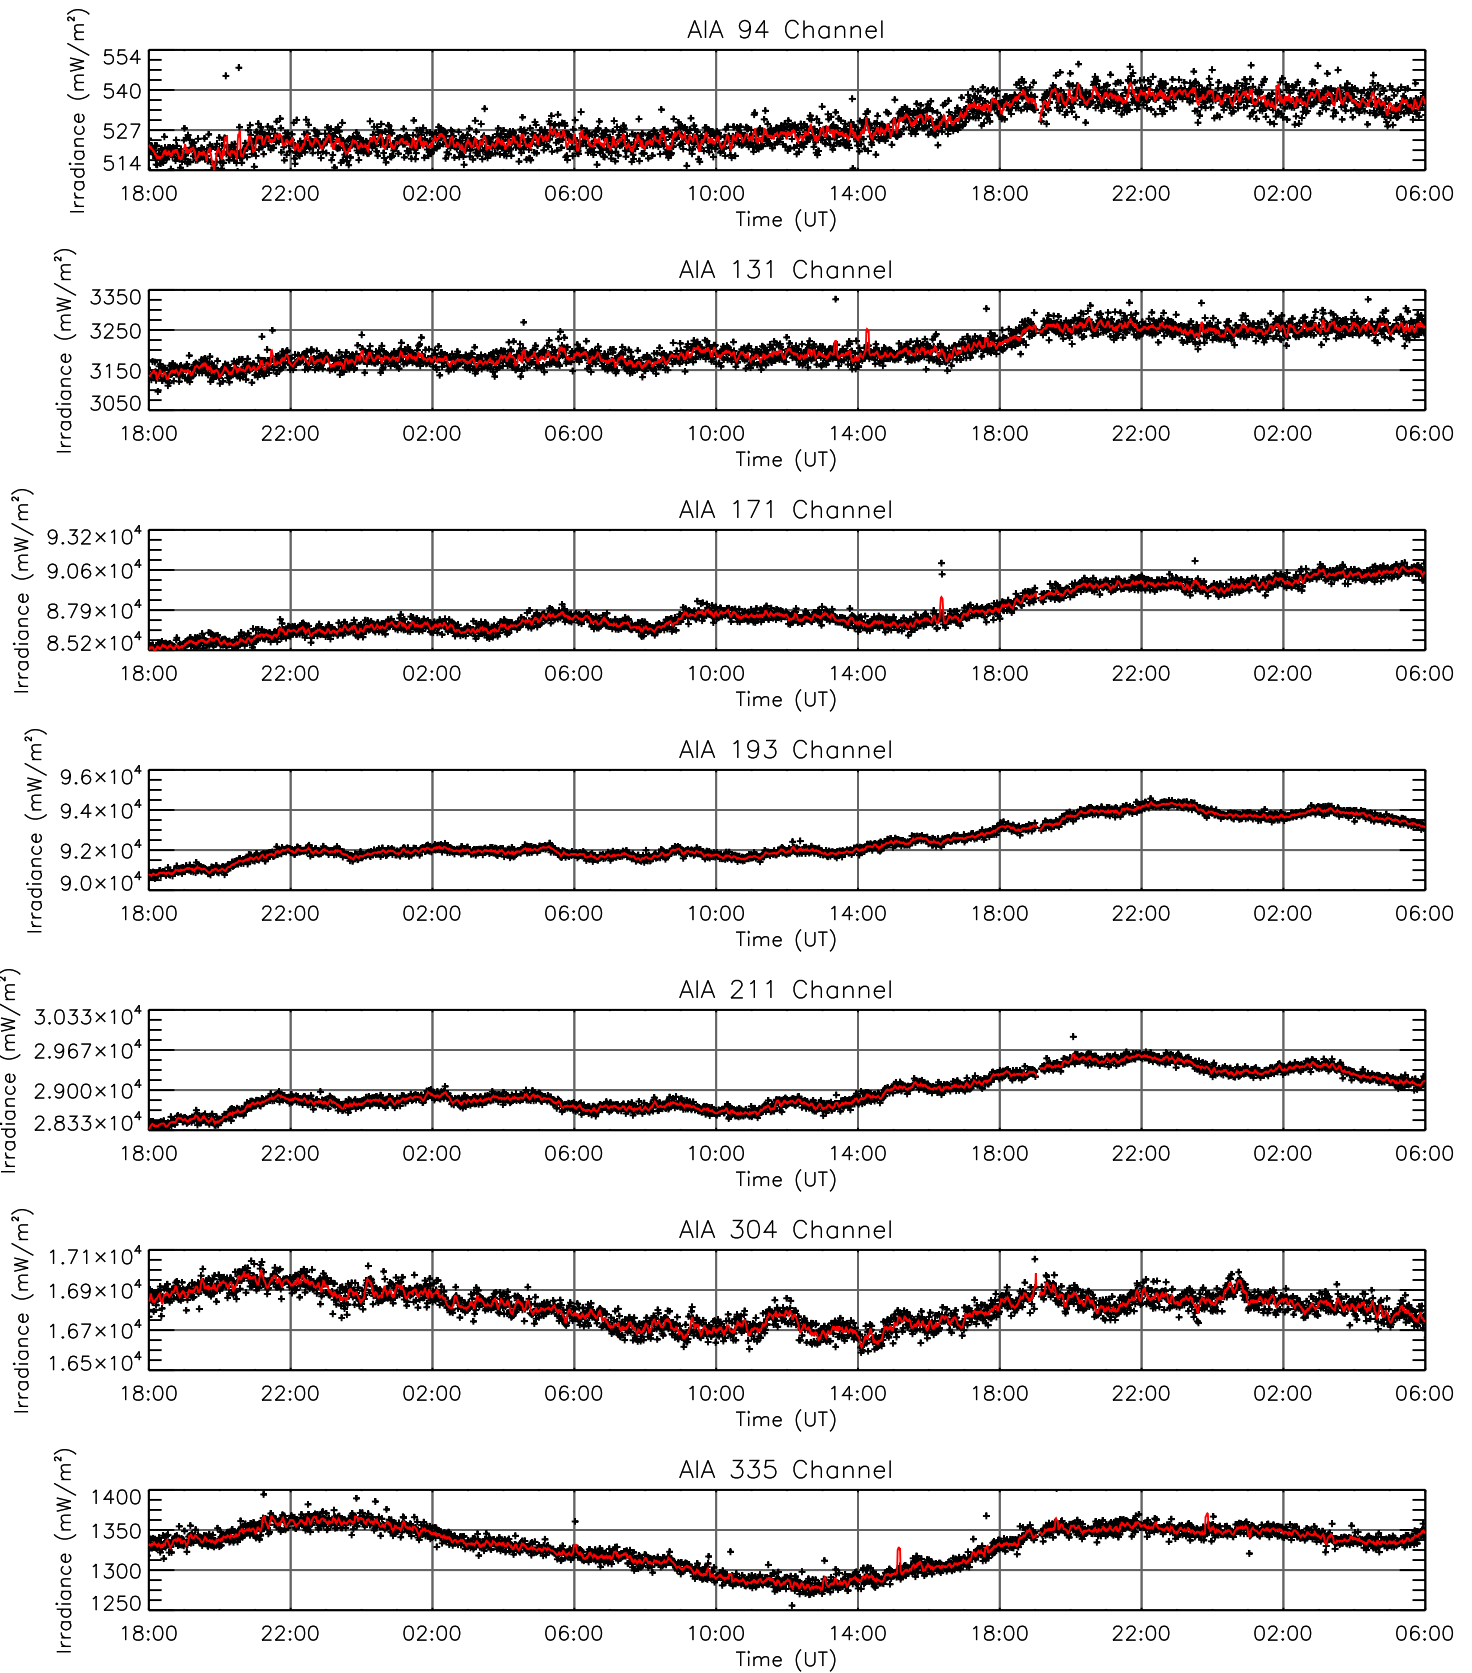 AIA 94 Channel
Irradiance (mW/m²)
554
540
527
514
18:00 22:00 02:00 06:00 10:00 14:00 18:00 22:00 02:00 06:00
Time (UT)
AIA 131 Channel
Irradiance (mW/m²)
3350
3250
3150
3050
18:00 22:00 02:00 06:00 10:00 14:00 18:00 22:00 02:00 06:00
Time (UT)
AIA 171 Channel
Irradiance (mW/m²)
9.32×10⁴
9.06×10⁴
8.79×10⁴
8.52×10⁴
18:00 22:00 02:00 06:00 10:00 14:00 18:00 22:00 02:00 06:00
Time (UT)
AIA 193 Channel
Irradiance (mW/m²)
9.6×10⁴
9.4×10⁴
9.2×10⁴
9.0×10⁴
18:00 22:00 02:00 06:00 10:00 14:00 18:00 22:00 02:00 06:00
Time (UT)
AIA 211 Channel
Irradiance (mW/m²)
3.033×10⁴
2.967×10⁴
2.900×10⁴
2.833×10⁴
18:00 22:00 02:00 06:00 10:00 14:00 18:00 22:00 02:00 06:00
Time (UT)
AIA 304 Channel
Irradiance (mW/m²)
1.71×10⁴
1.69×10⁴
1.67×10⁴
1.65×10⁴
18:00 22:00 02:00 06:00 10:00 14:00 18:00 22:00 02:00 06:00
Time (UT)
AIA 335 Channel
Irradiance (mW/m²)
1400
1350
1300
1250
18:00 22:00 02:00 06:00 10:00 14:00 18:00 22:00 02:00 06:00
Time (UT)